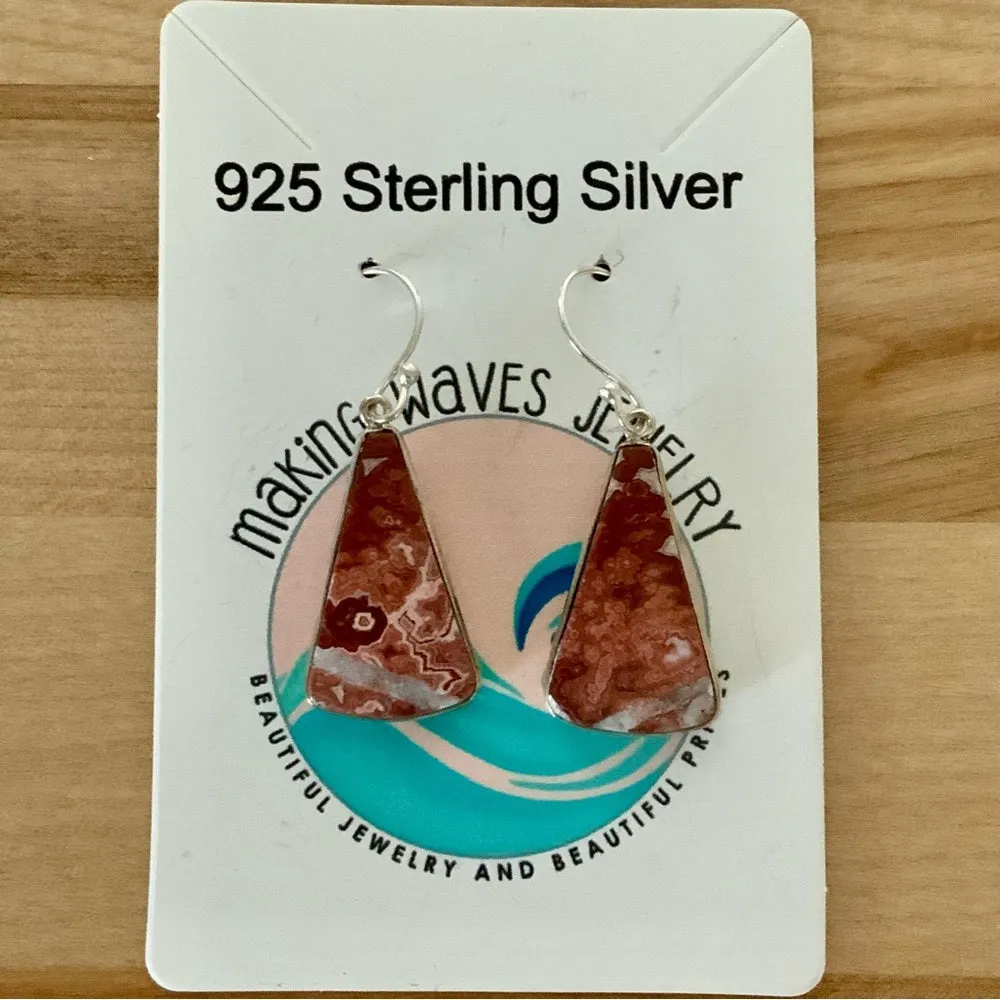 925 Sterling Silver
making waves
BEAUTIFUL JEWELRY AND BEAUTIFUL